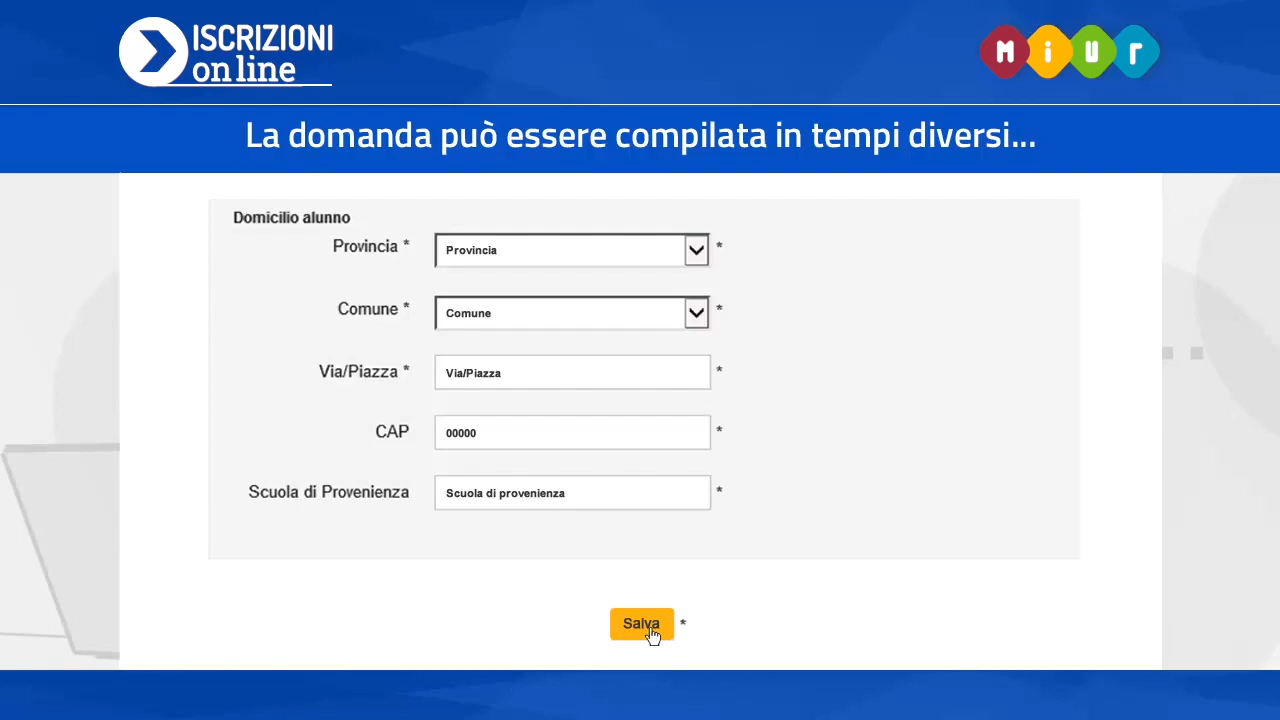 ISCRIZIONI
on line
Miur
La domanda può essere compilata in tempi diversi...
Domicilio alunno
Provincia * Provincia *
Comune * Comune *
Via/Piazza * Via/Piazza *
CAP 00000 *
Scuola di Provenienza Scuola di provenienza *
Salva *